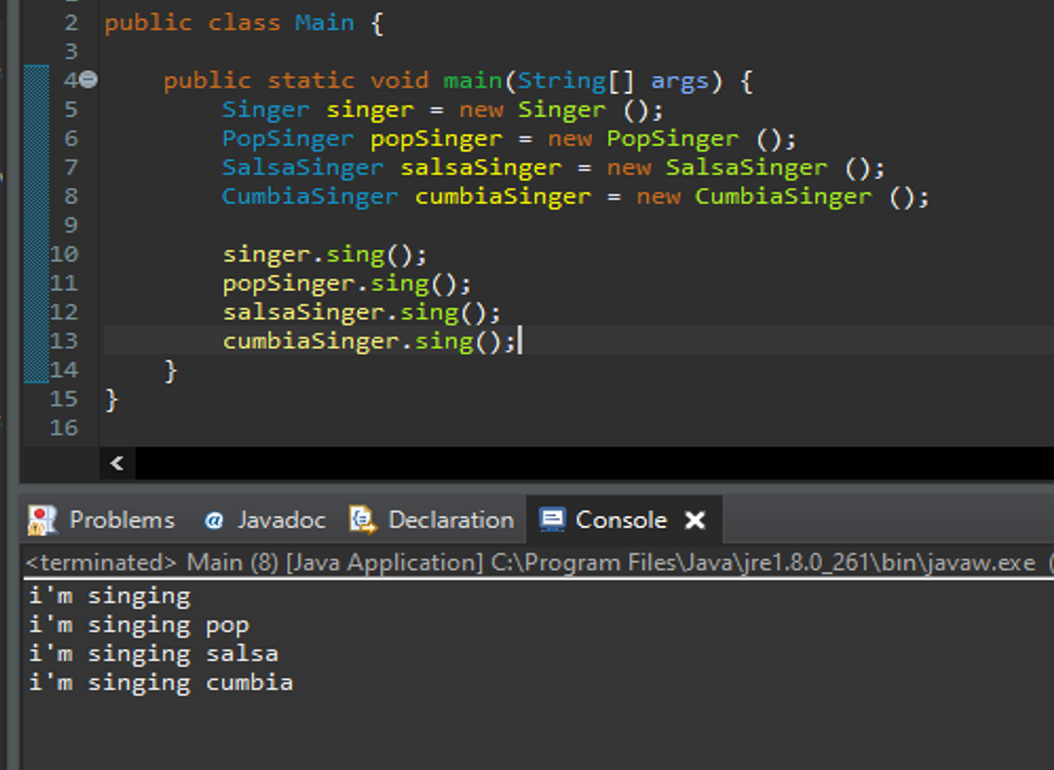 2 public class Main {
3
4 public static void main(String[] args) {
5 Singer singer = new Singer ();
6 PopSinger popSinger = new PopSinger ();
7 SalsaSinger salsaSinger = new SalsaSinger ();
8 CumbiaSinger cumbiaSinger = new CumbiaSinger ();
9
10 singer.sing();
11 popSinger.sing();
12 salsaSinger.sing();
13 cumbiaSinger.sing();
14 }
15 }
16
<
Problems @ Javadoc Declaration Console
<terminated> Main (8) [Java Application] C:\Program Files\Java\jre1.8.0_261\bin\javaw.exe (
i'm singing
i'm singing pop
i'm singing salsa
i'm singing cumbia